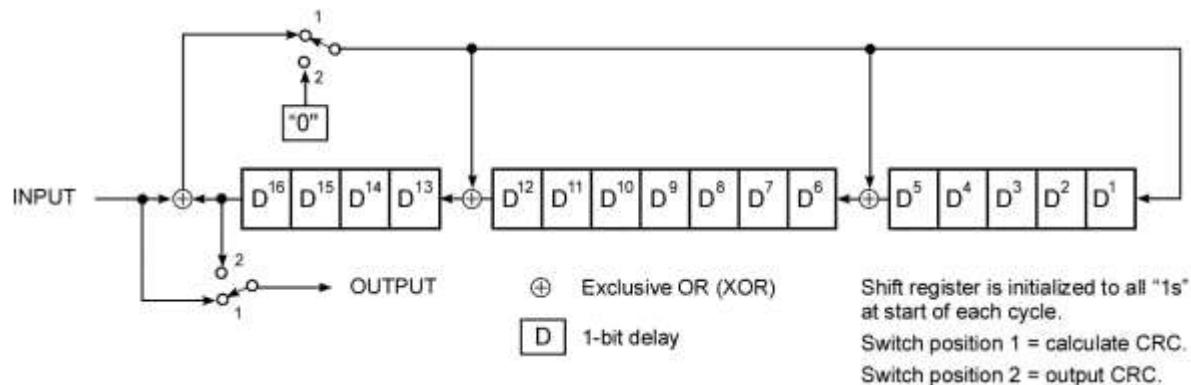 1
2
"0"
INPUT
D16 D15 D14 D13
D12 D11 D10 D9 D8 D7 D6
D5 D4 D3 D2 D1
2
1
OUTPUT
⊕ Exclusive OR (XOR)
D 1-bit delay
Shift register is initialized to all "1s"
at start of each cycle.
Switch position 1 = calculate CRC.
Switch position 2 = output CRC.